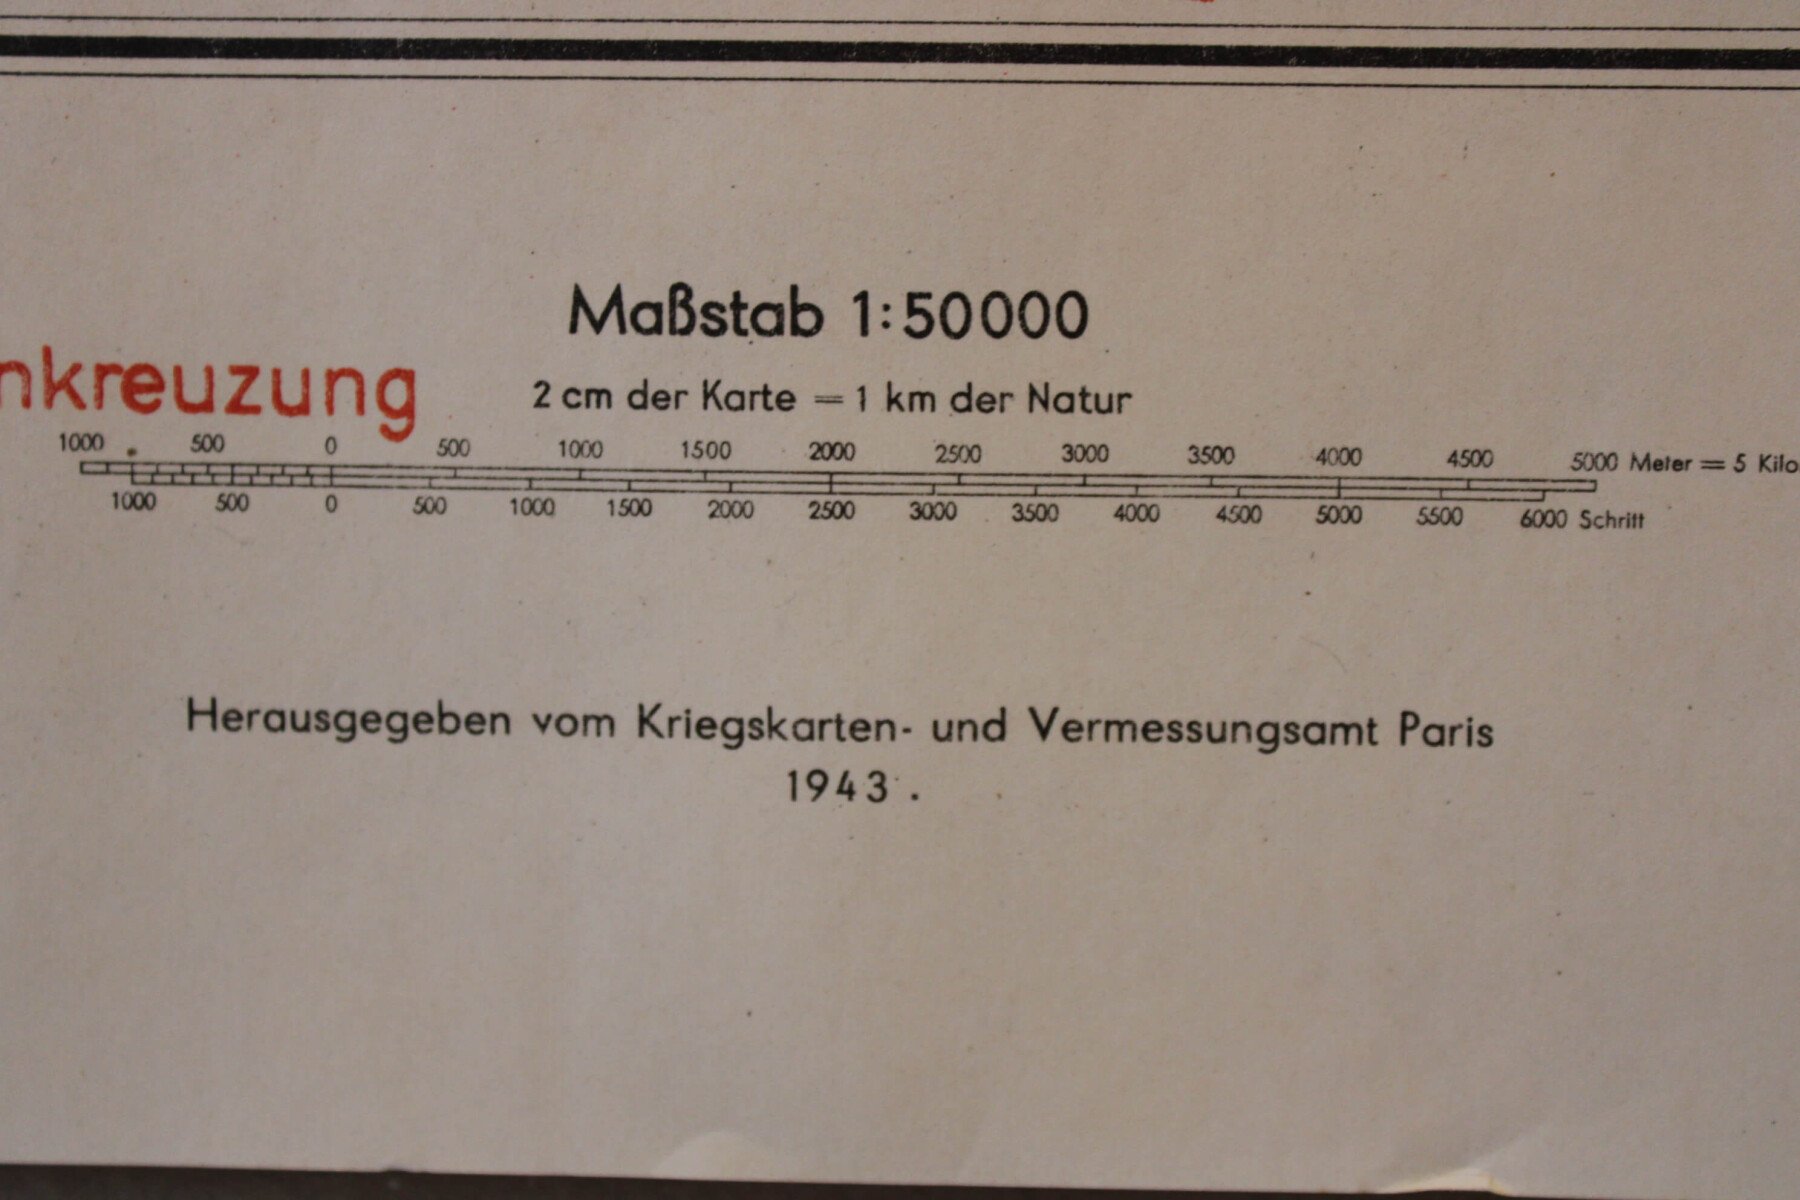 Maßstab 1:50000
nkreuzung
2 cm der Karte = 1 km der Natur
1000 500 0 500 1000 1500 2000 2500 3000 3500 4000 4500 5000 Meter = 5 Kilo
1000 500 0 500 1000 1500 2000 2500 3000 3500 4000 4500 5000 5500 6000 Schritt
Herausgegeben vom Kriegskarten- und Vermessungsamt Paris
1943.